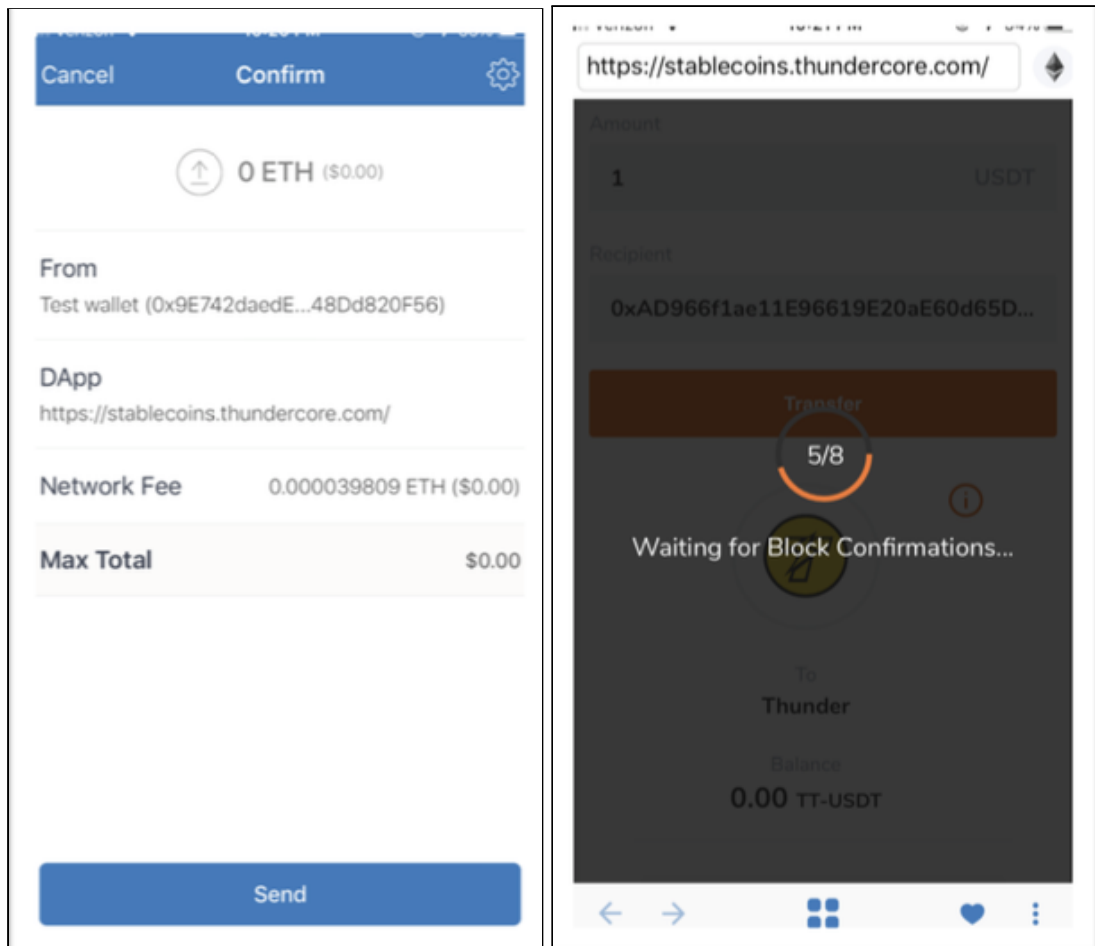 Cancel
Confirm
0 ETH ($0.00)
From
Test wallet (0x9E742daedE...48Dd820F56)
DApp
https://stablecoins.thundercore.com/
Network Fee
0.000039809 ETH ($0.00)
Max Total
$0.00
Send
https://stablecoins.thundercore.com/
Amount
1
USDT
Recipient
0xAD966f1ae11E96619E20aE60d65D...
Transfer
5/8
Waiting for Block Confirmations...
To
Thunder
Balance
0.00 TT-USDT